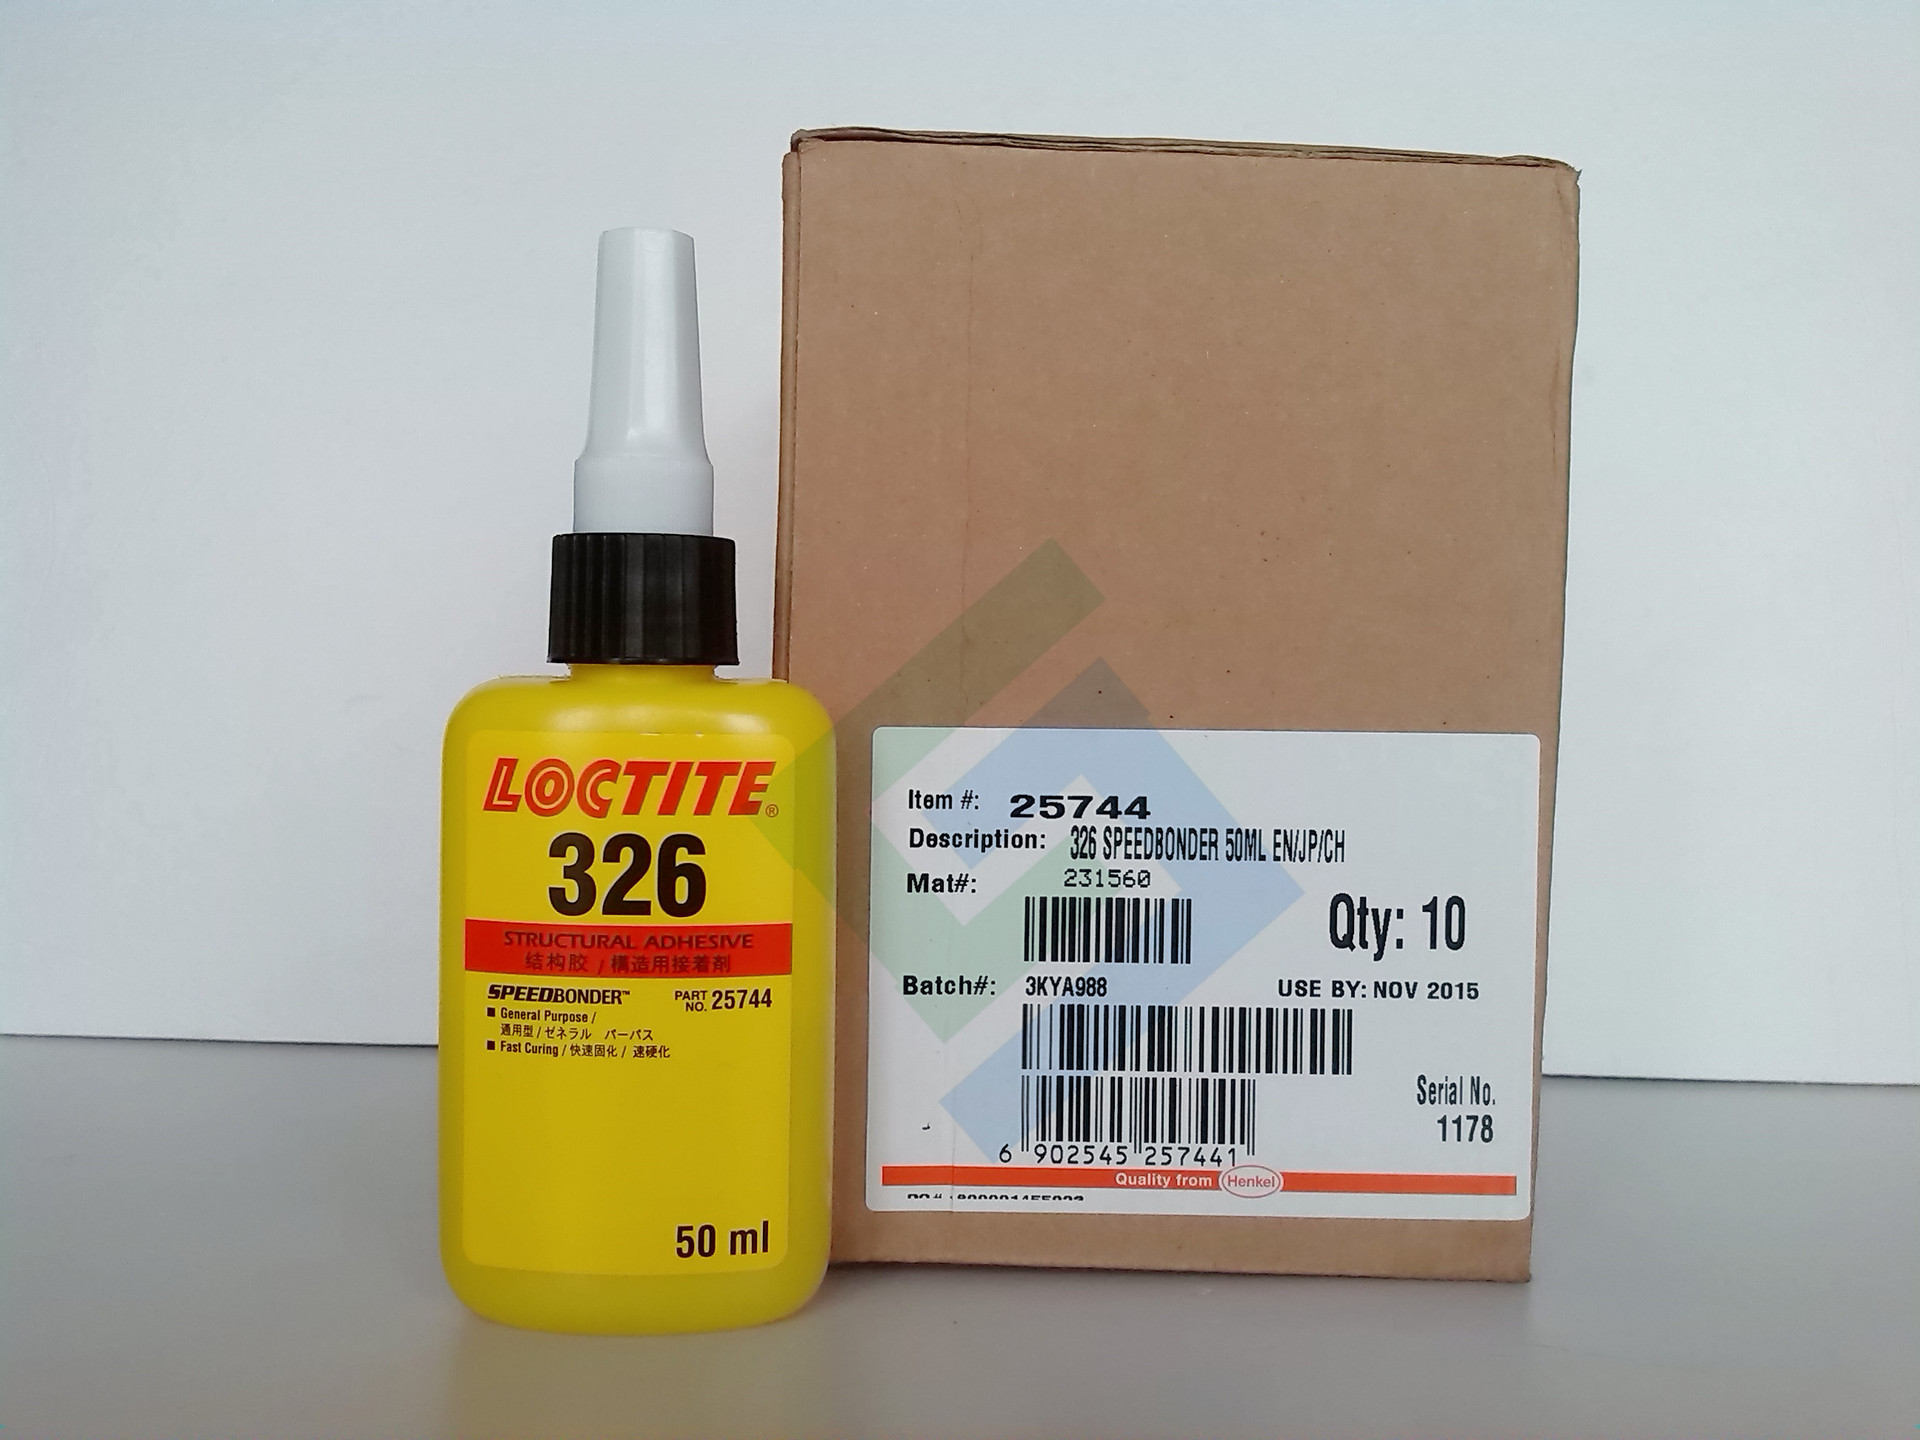 LOCTITE®
326
STRUCTURAL ADHESIVE
结构胶 / 構造用接着剤
SPEEDBONDER™ PART NO. 25744
■ General Purpose /
通用型 / ゼネラル パーパス
■ Fast Curing / 快速固化 / 速硬化
50 ml
Item #: 25744
Description: 326 SPEEDBONDER 50ML EN/JP/CH
Mat#: 231560
Qty: 10
Batch#: 3KYA988
USE BY: NOV 2015
Serial No.
1178
6 902545 257441
Quality from Henkel